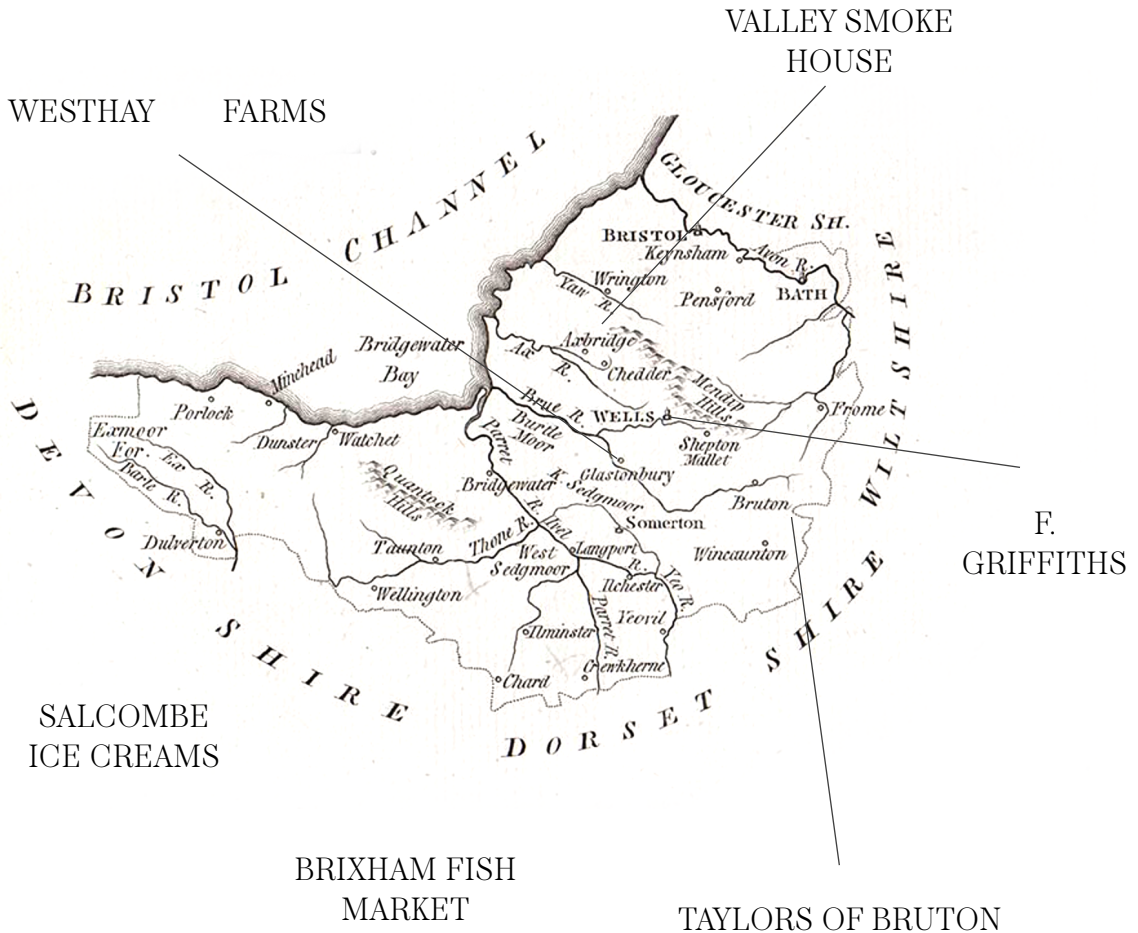 VALLEY SMOKE
HOUSE
WESTHAY FARMS
BRISTOL CHANNEL
GLOUCESTER SH.
BRISTOL
Keynsham
Avon R.
Wrington
Yaw R.
Pensford
BATH
WILTSHIRE
Bridgewater
Bay
Axbridge
Ax
R.
Chedder
Mendip
Hills
Minehead
Porlock
Dunster
Watchet
Exmoor
For.
Ex
R.
Barle R.
Dulverton
Brue R.
Burtle
Moor
WELLS
Shepton
Mallet
Frome
Parret
R.
Glastonbury
Bridgewater
K. Sedgmoor
Bruton
Quantock
Hills
Ivel
Somerton
Taunton
Thone R.
West
Sedgmoor
Langport
R.
Wincaunton
Wellington
Ilchester
Yeo R.
Yeovil
Ilminster
Parret R.
Crewkherne
Chard
DEVON SHIRE
DORSET SHIRE
F.
GRIFFITHS
SALCOMBE
ICE CREAMS
BRIXHAM FISH
MARKET
TAYLORS OF BRUTON